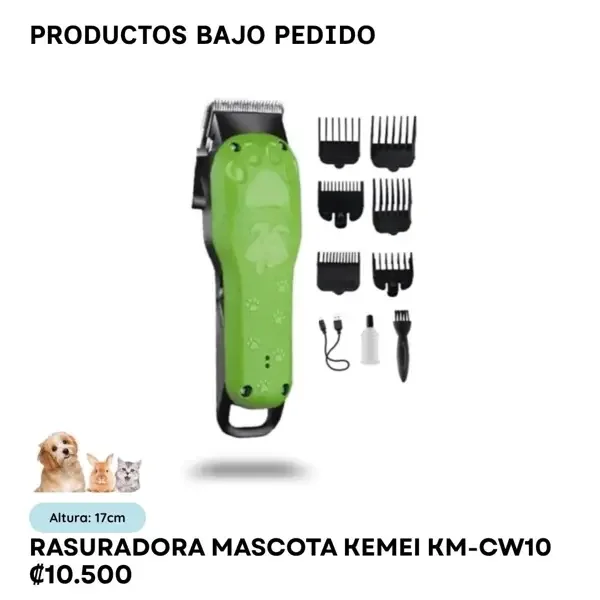 PRODUCTOS BAJO PEDIDO
Altura: 17cm
RASURADORA MASCOTA KEMEI KM-CW10
₡10.500